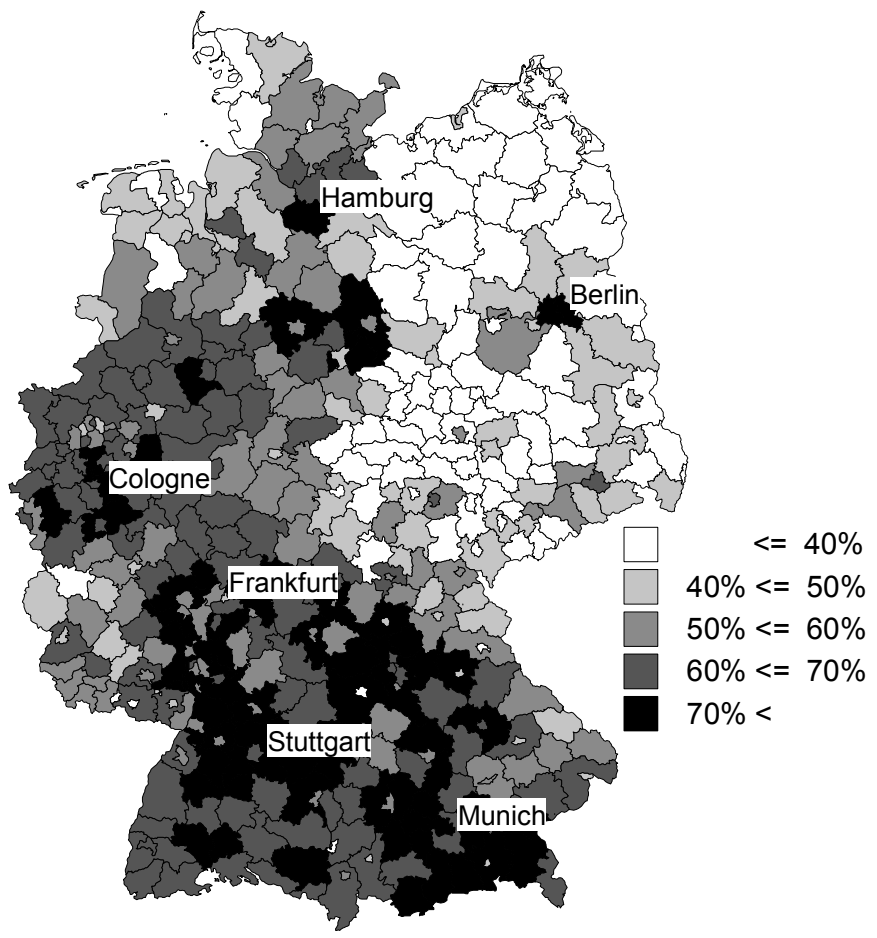 Hamburg
Berlin
Cologne
<= 40%
40% <= 50%
Frankfurt
50% <= 60%
60% <= 70%
70% <
Stuttgart
Munich